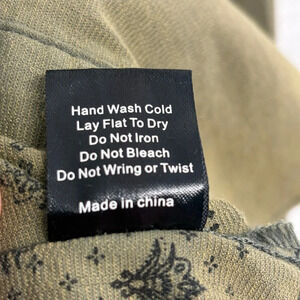 Hand Wash Cold
Lay Flat To Dry
Do Not Iron
Do Not Bleach
Do Not Wring or Twist
Made in china